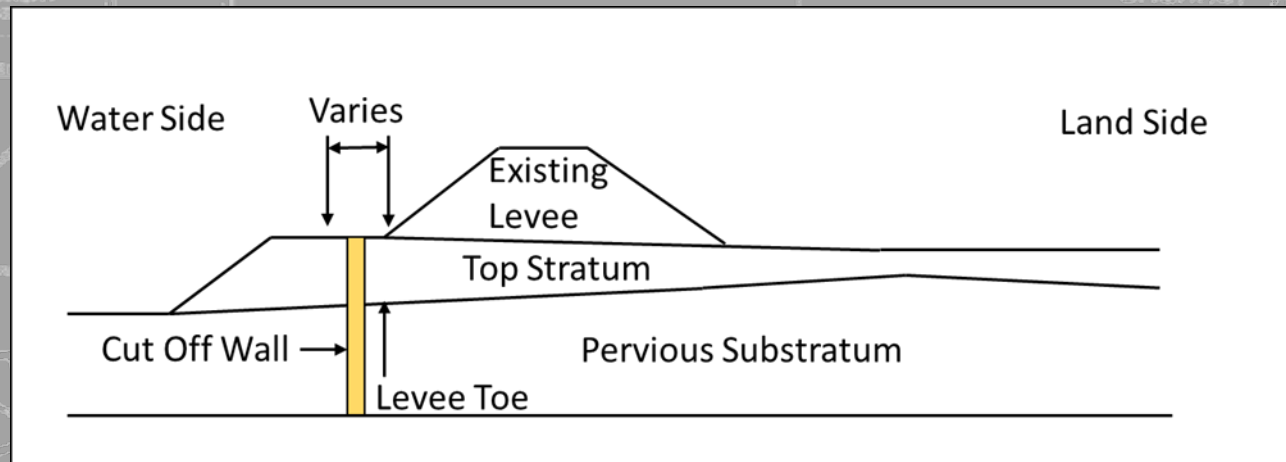 Water Side
Varies
Land Side
Existing
Levee
Top Stratum
Cut Off Wall
Pervious Substratum
Levee Toe